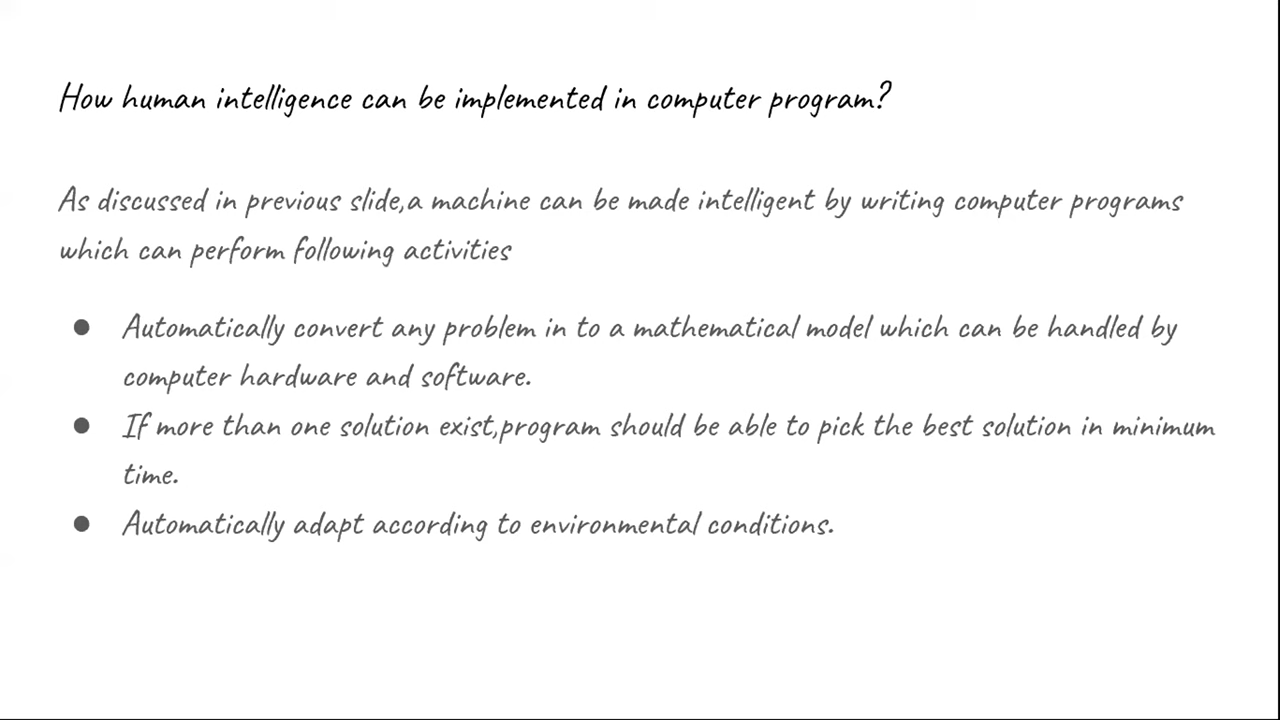 How human intelligence can be implemented in computer program?
As discussed in previous slide,a machine can be made intelligent by writing computer programs
which can perform following activities
● Automatically convert any problem in to a mathematical model which can be handled by
computer hardware and software.
● If more than one solution exist,program should be able to pick the best solution in minimum
time.
● Automatically adapt according to environmental conditions.